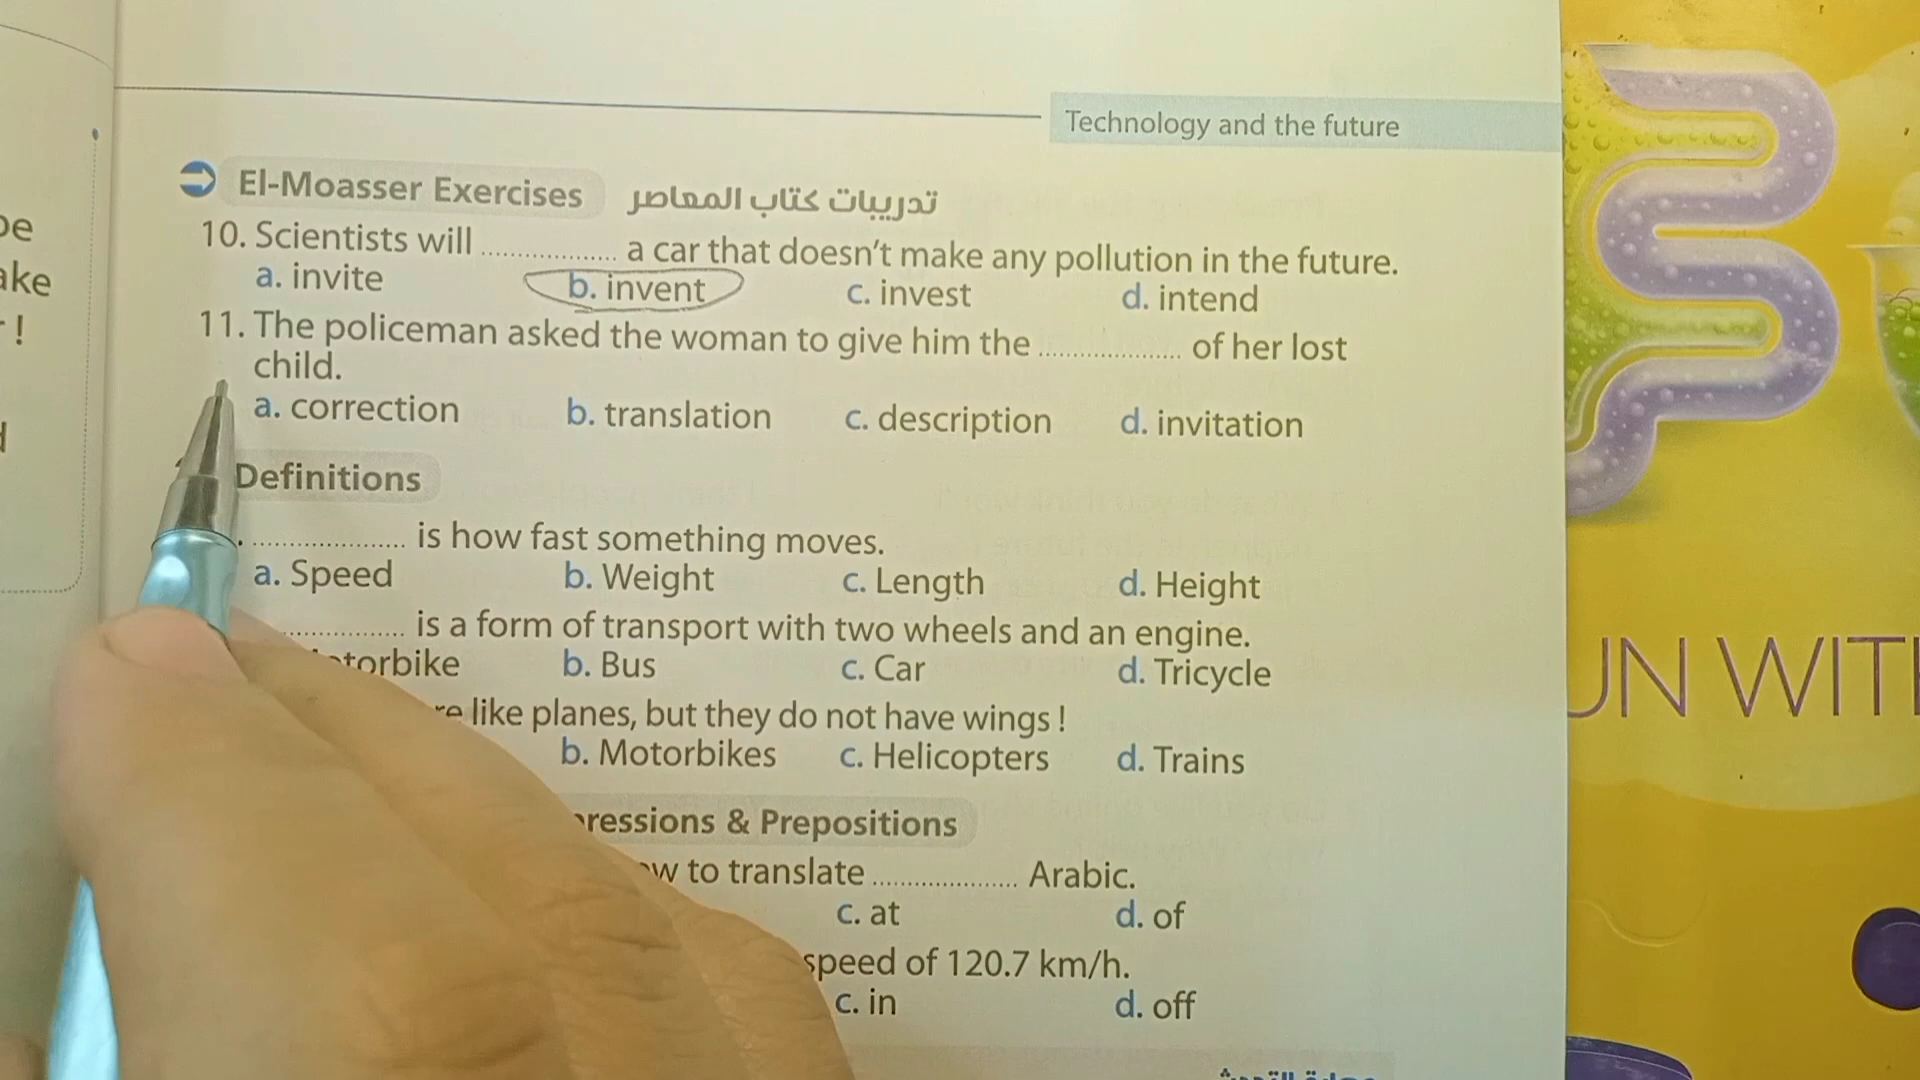 Technology and the future
El-Moasser Exercises تدريبات كتاب المعاصر
10. Scientists will .................. a car that doesn't make any pollution in the future.
a. invite b. invent c. invest d. intend
11. The policeman asked the woman to give him the .................. of her lost
child.
a. correction b. translation c. description d. invitation
Definitions
.................. is how fast something moves.
a. Speed b. Weight c. Length d. Height
.................. is a form of transport with two wheels and an engine.
torbike b. Bus c. Car d. Tricycle
re like planes, but they do not have wings !
b. Motorbikes c. Helicopters d. Trains
ressions & Prepositions
w to translate .................. Arabic.
c. at d. of
speed of 120.7 km/h.
c. in d. off
ake
UN WITH